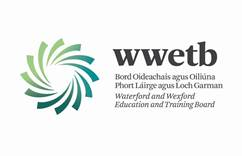 wwetb
Bord Oideachais agus Oiliúna
Phort Láirge agus Loch Garman
Waterford and Wexford
Education and Training Board